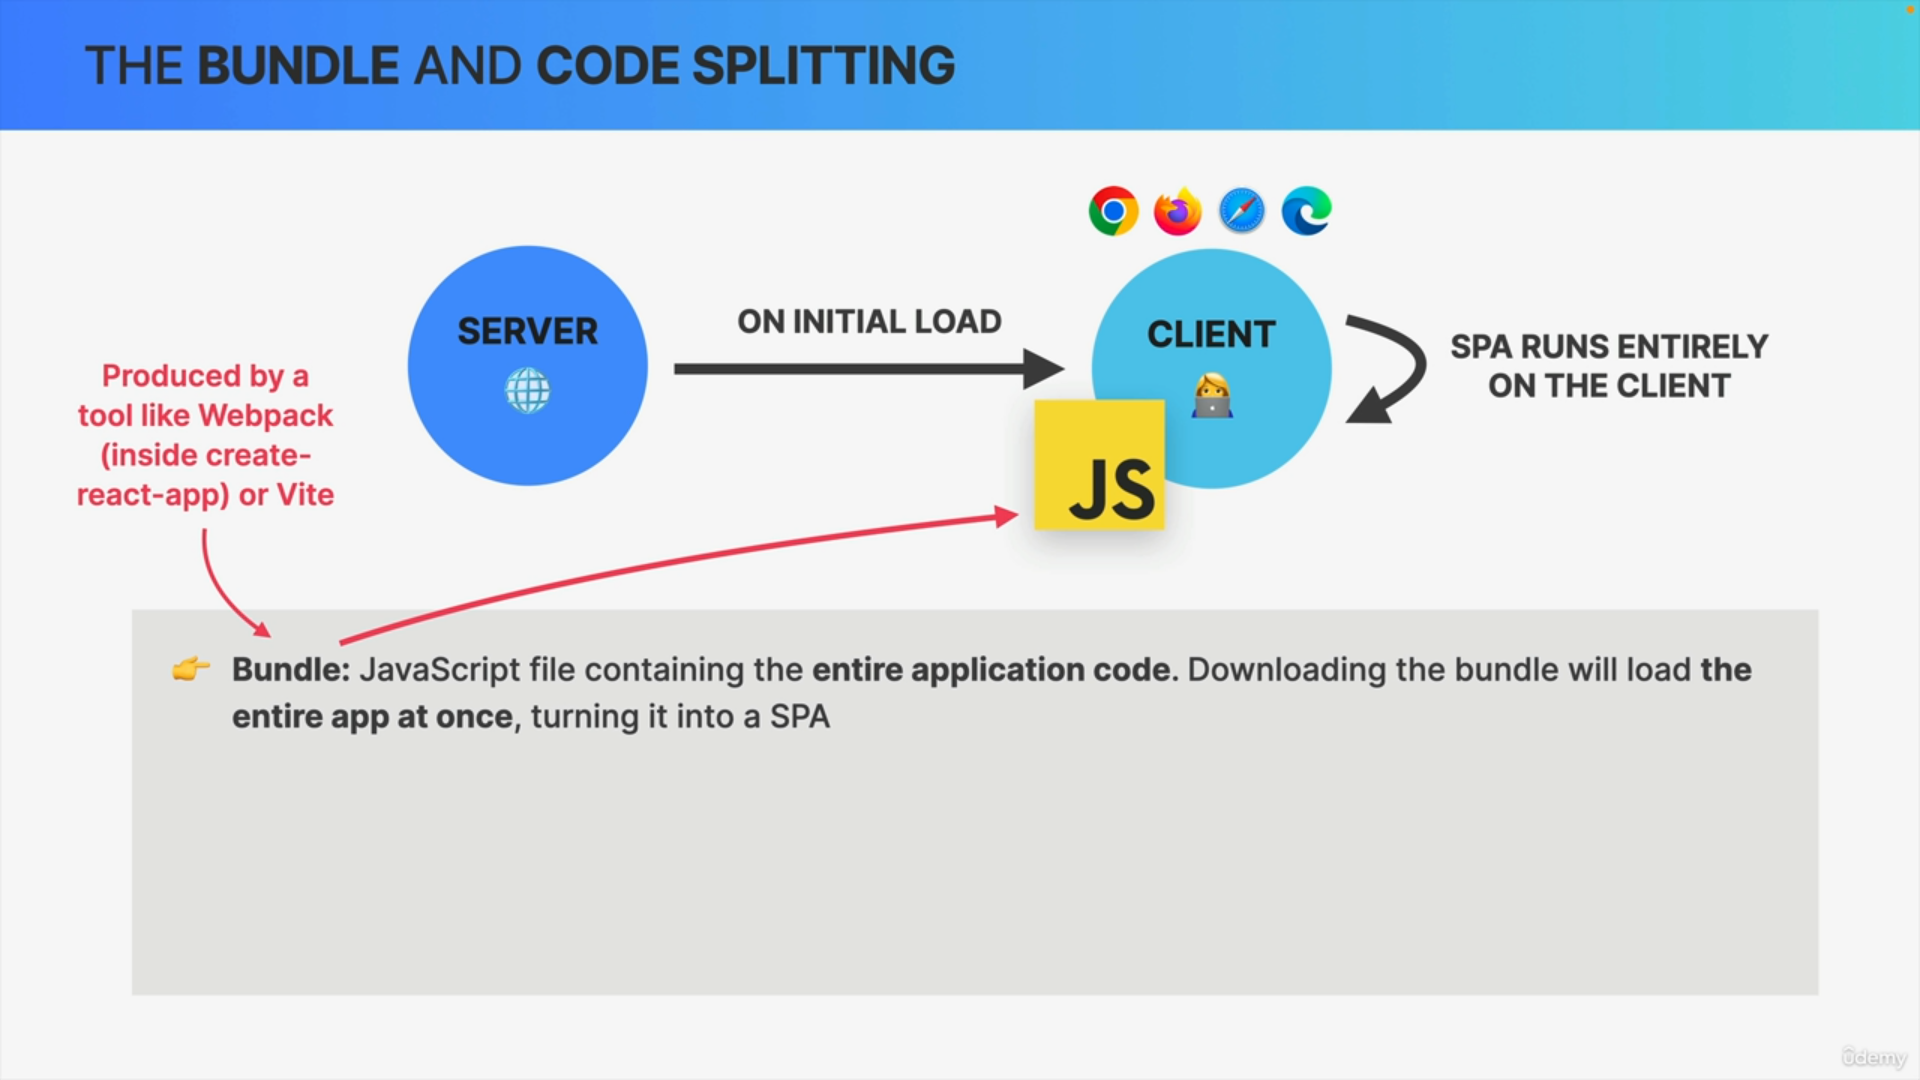 THE BUNDLE AND CODE SPLITTING
SERVER
ON INITIAL LOAD
CLIENT
SPA RUNS ENTIRELY
ON THE CLIENT
Produced by a
tool like Webpack
(inside create-
react-app) or Vite
JS
👉 Bundle: JavaScript file containing the entire application code. Downloading the bundle will load the
entire app at once, turning it into a SPA
ûdemy